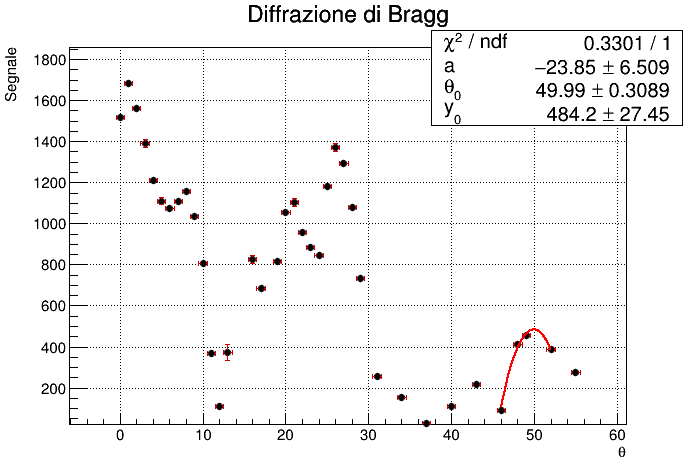 Diffrazione di Bragg
χ² / ndf 0.3301 / 1
a −23.85 ± 6.509
θ₀ 49.99 ± 0.3089
y₀ 484.2 ± 27.45
Segnale
1800
1600
1400
1200
1000
800
600
400
200
0 10 20 30 40 50 60
θ